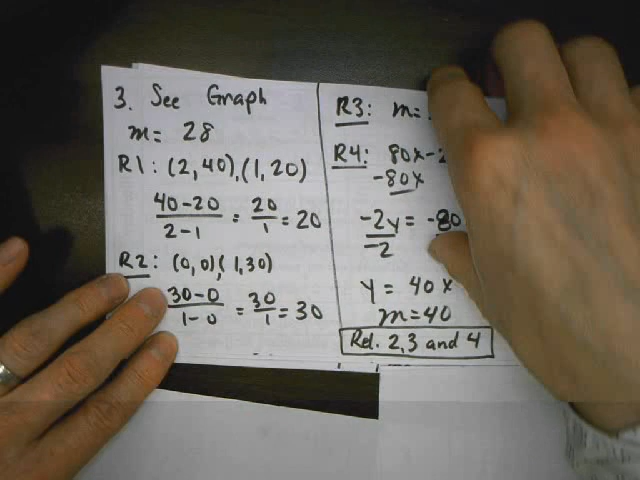 3. See Graph
m = 28
R1: (2,40),(1,20)
40-20 / 2-1 = 20/1 = 20
R2: (0,0)(1,30)
30-0 / 1-0 = 30/1 = 30
R3: m =
R4: 80x-2
-80x
-2y = -80
-2
y = 40x
m = 40
Rel. 2,3 and 4